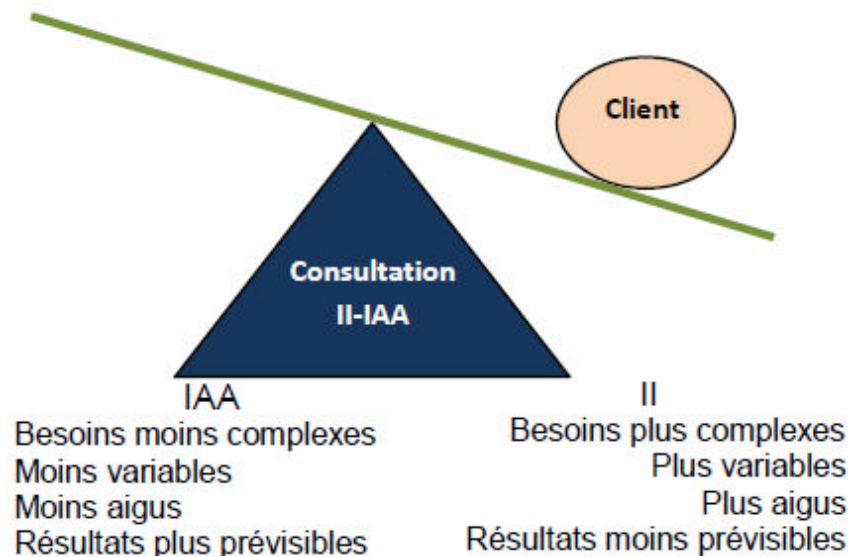 Client
Consultation
II-IAA
IAA
Besoins moins complexes
Moins variables
Moins aigus
Résultats plus prévisibles
II
Besoins plus complexes
Plus variables
Plus aigus
Résultats moins prévisibles